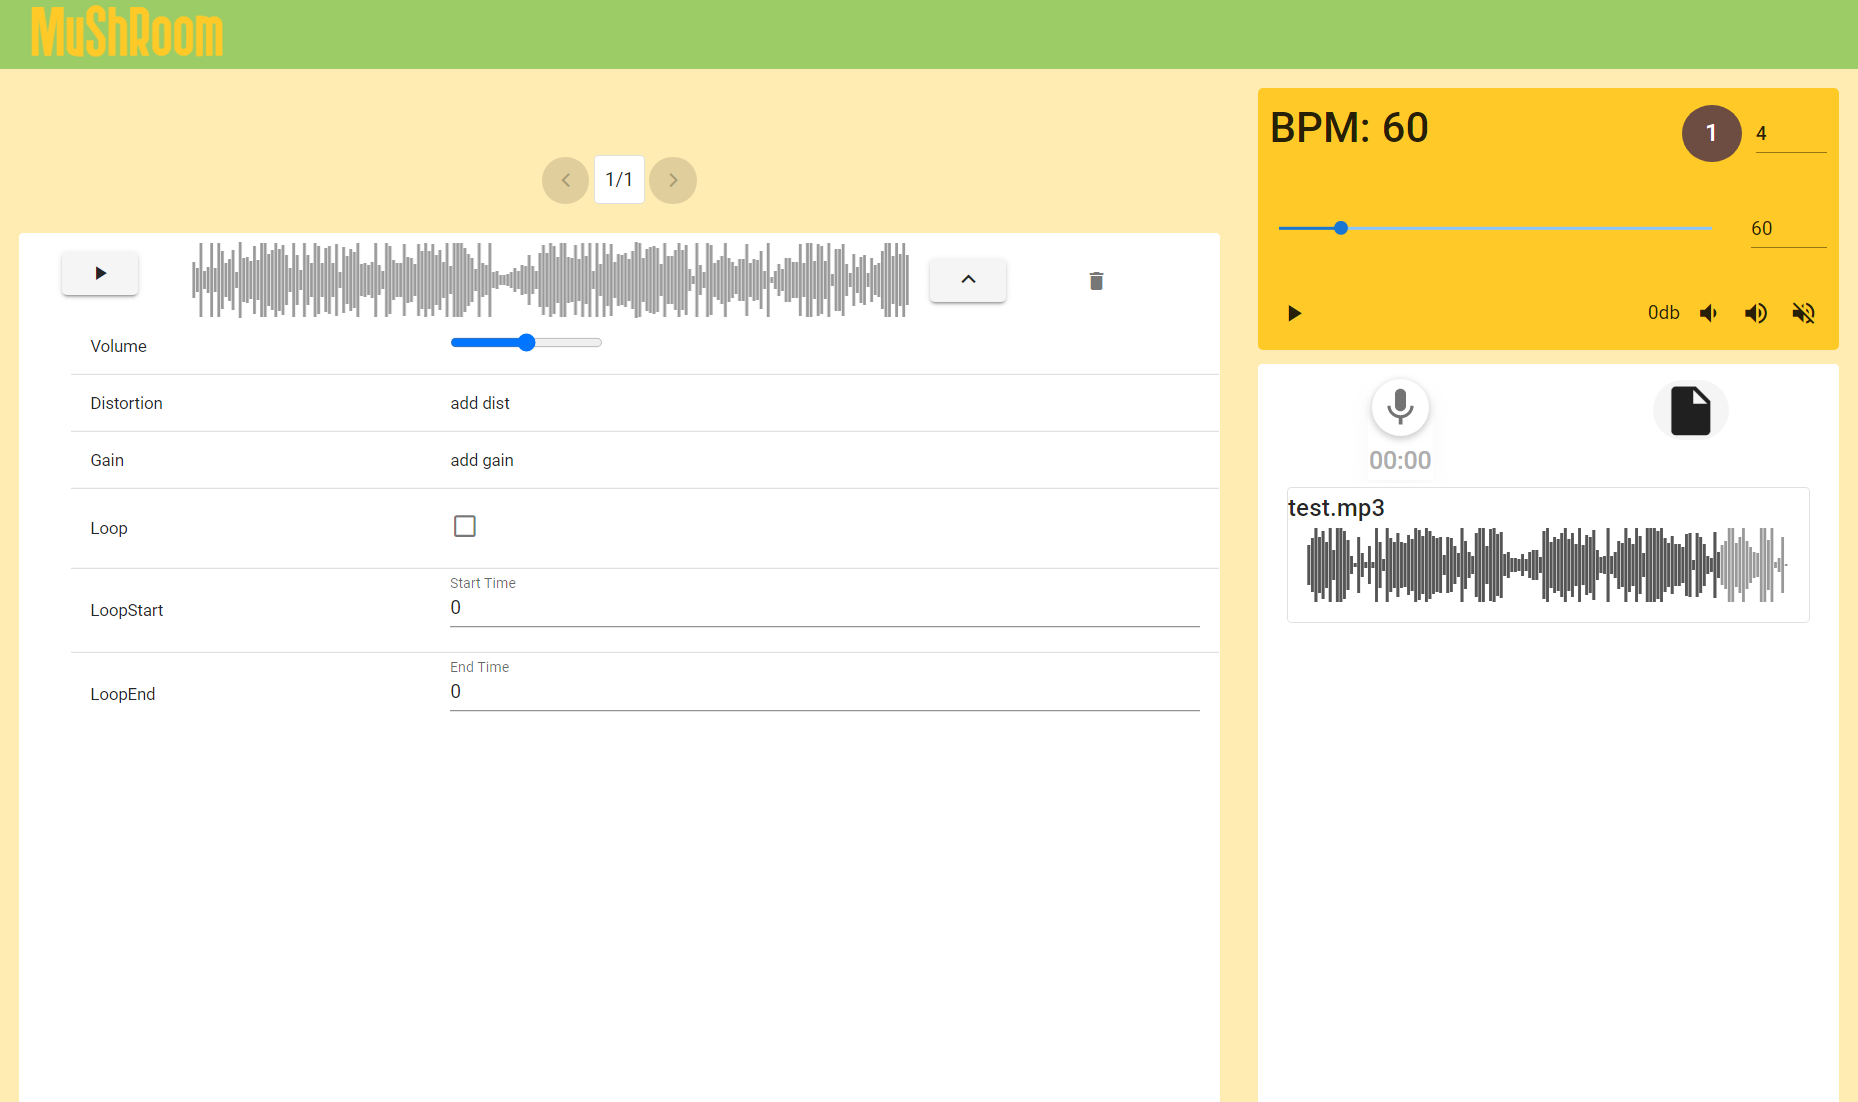 MuShRoom
1/1
Volume
Distortion add dist
Gain add gain
Loop
Start Time
LoopStart 0
End Time
LoopEnd 0
BPM: 60
1 4
60
0db
00:00
test.mp3